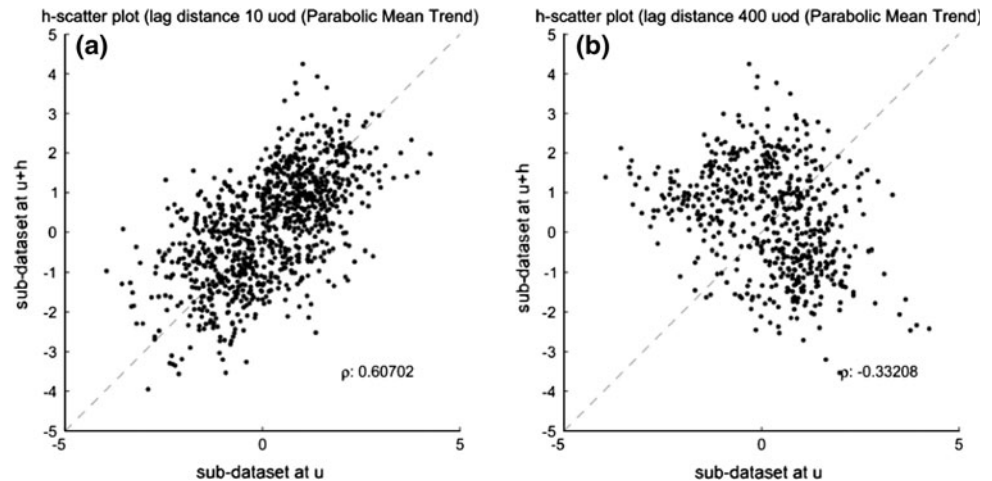 h-scatter plot (lag distance 10 uod (Parabolic Mean Trend)
(a)
5
4
3
2
1
0
-1
-2
-3
-4
-5
sub-dataset at u+h
ρ: 0.60702
-5
0
5
sub-dataset at u
h-scatter plot (lag distance 400 uod (Parabolic Mean Trend)
(b)
5
4
3
2
1
0
-1
-2
-3
-4
-5
sub-dataset at u+h
ρ: -0.33208
-5
0
5
sub-dataset at u